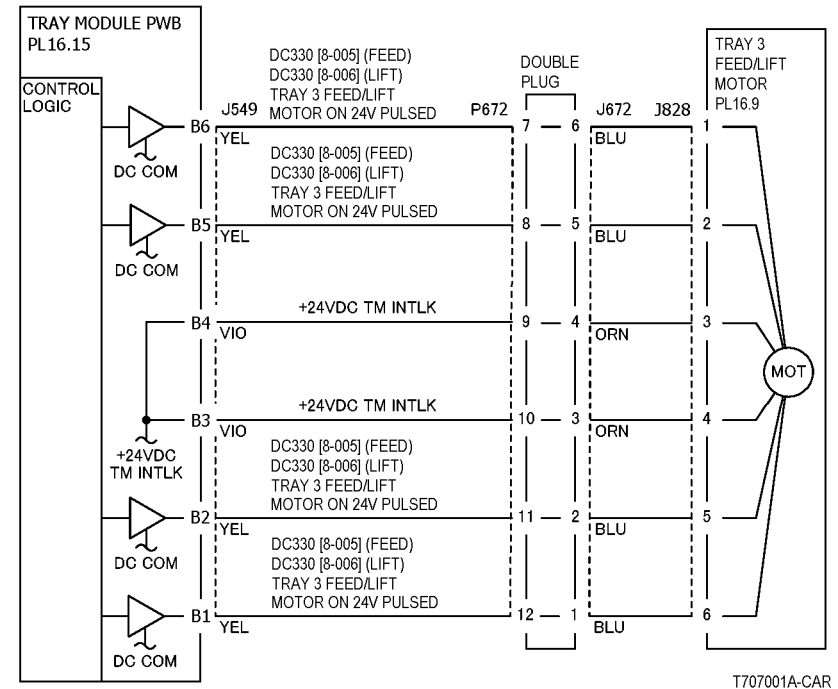 TRAY MODULE PWB
PL16.15
CONTROL
LOGIC
DC330 [8-005] (FEED)
DC330 [8-006] (LIFT)
TRAY 3 FEED/LIFT
MOTOR ON 24V PULSED
DOUBLE
PLUG
TRAY 3
FEED/LIFT
MOTOR
PL16.9
J549
P672
J672
J828
B6
YEL
7
6
BLU
1
DC COM
DC330 [8-005] (FEED)
DC330 [8-006] (LIFT)
TRAY 3 FEED/LIFT
MOTOR ON 24V PULSED
B5
YEL
8
5
BLU
2
DC COM
+24VDC TM INTLK
B4
VIO
9
4
ORN
3
MOT
+24VDC TM INTLK
B3
VIO
10
3
ORN
4
+24VDC
TM INTLK
DC330 [8-005] (FEED)
DC330 [8-006] (LIFT)
TRAY 3 FEED/LIFT
MOTOR ON 24V PULSED
B2
YEL
11
2
BLU
5
DC COM
DC330 [8-005] (FEED)
DC330 [8-006] (LIFT)
TRAY 3 FEED/LIFT
MOTOR ON 24V PULSED
B1
YEL
12
1
BLU
6
DC COM
T707001A-CAR